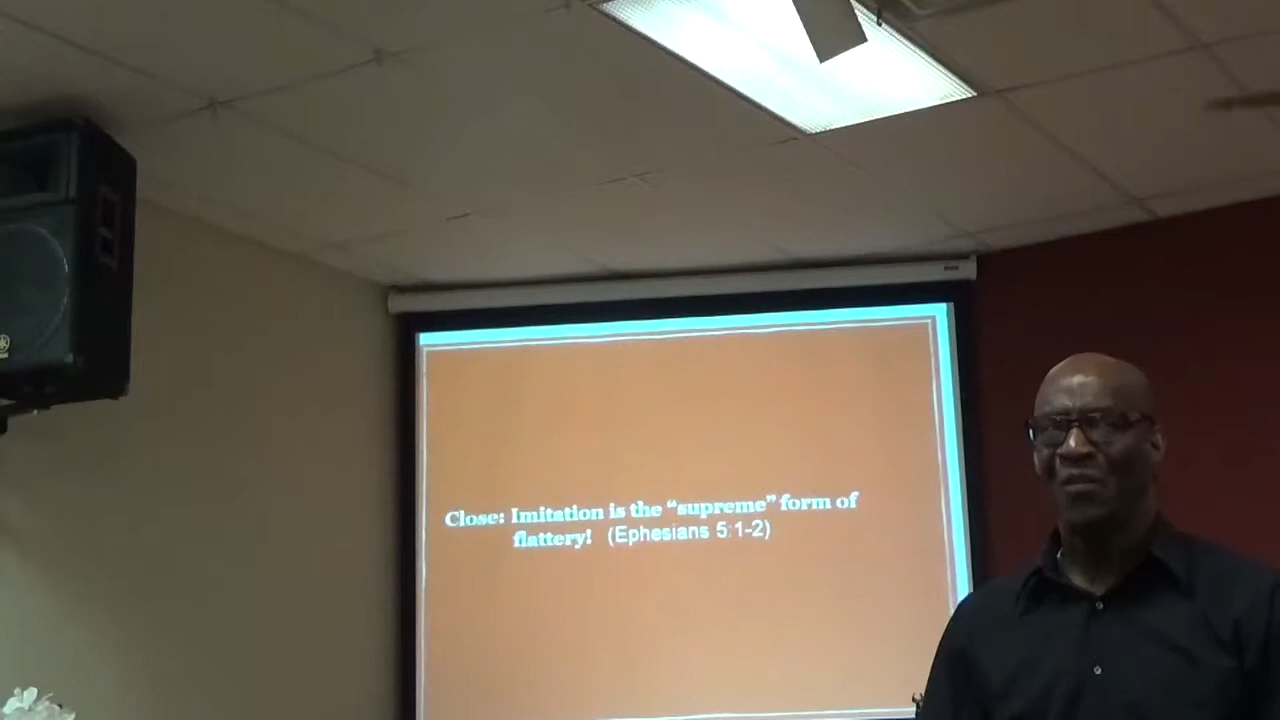 Close: Imitation is the “supreme” form of
flattery! (Ephesians 5:1-2)